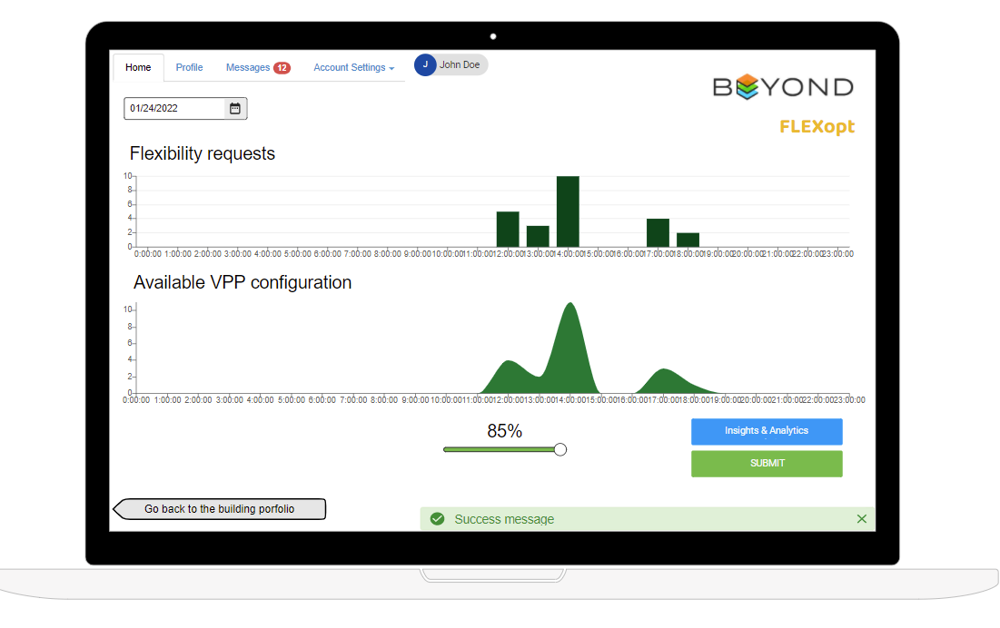 Home Profile Messages 12 Account Settings J John Doe
BEYOND
01/24/2022
FLEXopt
Flexibility requests
10
8
6
4
2
0
0:00:00 1:00:00 2:00:00 3:00:00 4:00:00 5:00:00 6:00:00 7:00:00 8:00:00 9:00:00 10:00:00 11:00:00 12:00:00 13:00:00 14:00:00 15:00:00 16:00:00 17:00:00 18:00:00 19:00:00 20:00:00 21:00:00 22:00:00 23:00:00
Available VPP configuration
10
8
6
4
2
0
0:00:00 1:00:00 2:00:00 3:00:00 4:00:00 5:00:00 6:00:00 7:00:00 8:00:00 9:00:00 10:00:00 11:00:00 12:00:00 13:00:00 14:00:00 15:00:00 16:00:00 17:00:00 18:00:00 19:00:00 20:00:00 21:00:00 22:00:00 23:00:00
85%
Insights & Analytics
SUBMIT
Go back to the building porfolio
Success message